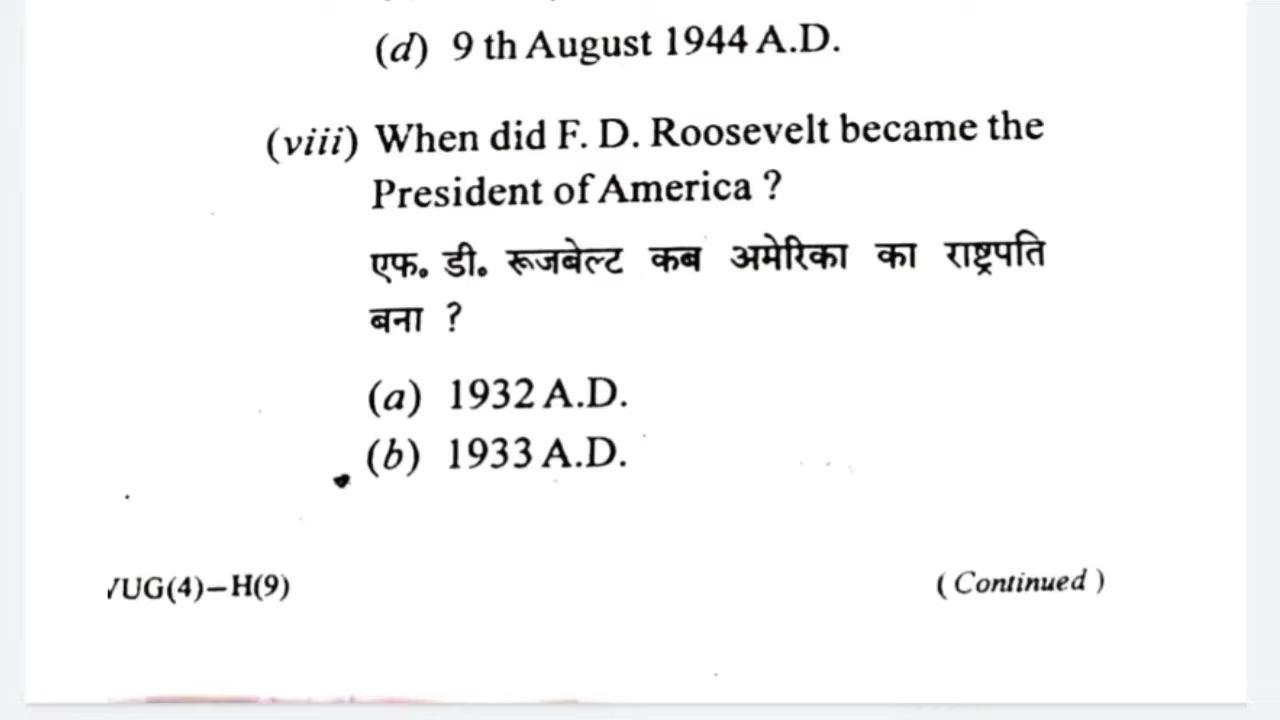 (d) 9 th August 1944 A.D.
(viii) When did F. D. Roosevelt became the
President of America ?
एफ. डी. रूजबेल्ट कब अमेरिका का राष्ट्रपति
बना ?
(a) 1932 A.D.
(b) 1933 A.D.
/UG(4)–H(9) (Continued)